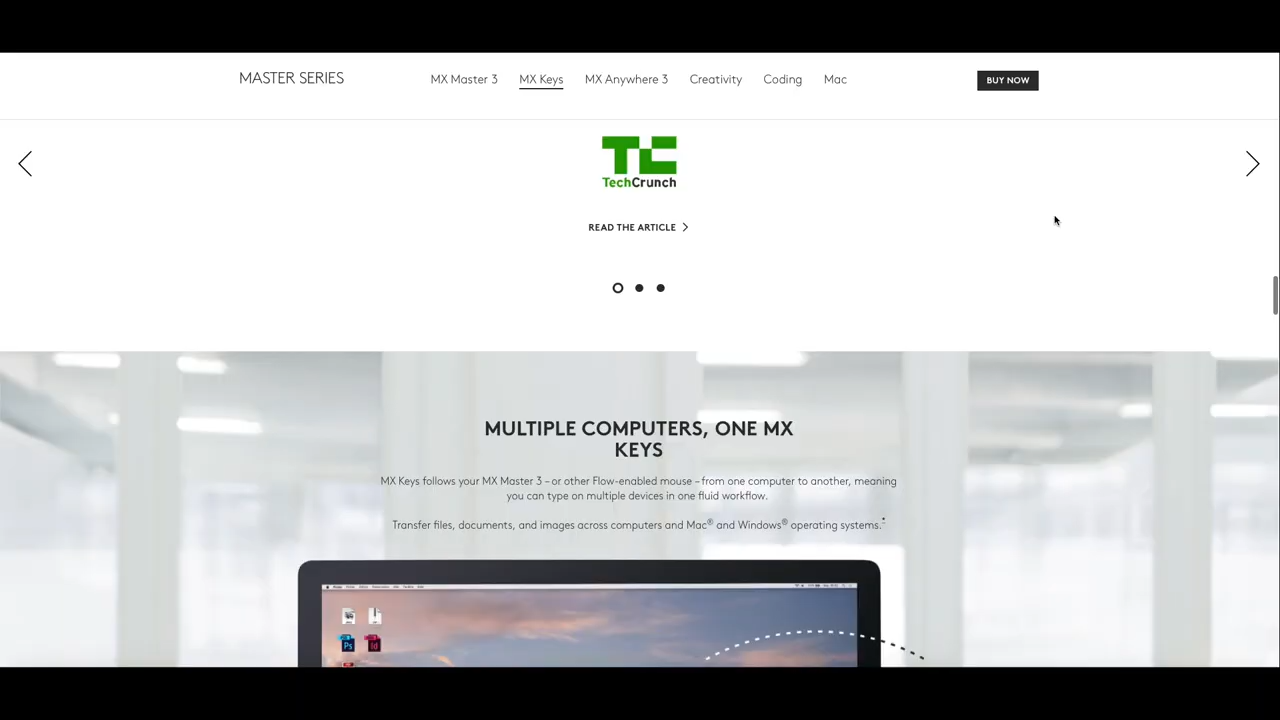 MASTER SERIES
MX Master 3
MX Keys
MX Anywhere 3
Creativity
Coding
Mac
BUY NOW
TC
TechCrunch
READ THE ARTICLE
MULTIPLE COMPUTERS, ONE MX
KEYS
MX Keys follows your MX Master 3 – or other Flow-enabled mouse – from one computer to another, meaning
you can type on multiple devices in one fluid workflow.
Transfer files, documents, and images across computers and Mac® and Windows® operating systems.*
Ps
Id